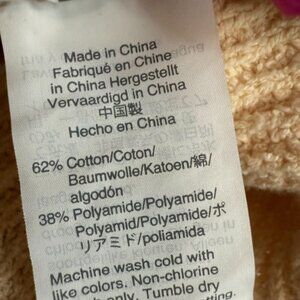 Made in China
Fabriqué en Chine
in China Hergestellt
Vervaardigd in China
中国製
Hecho en China
62% Cotton/Coton/
Baumwolle/Katoen/綿/
algodón
38% Polyamide/Polyamide/
Polyamid/Polyamide/ポ
リアミド/poliamida
Machine wash cold with
like colors. Non-chlorine
only. Tumble dry